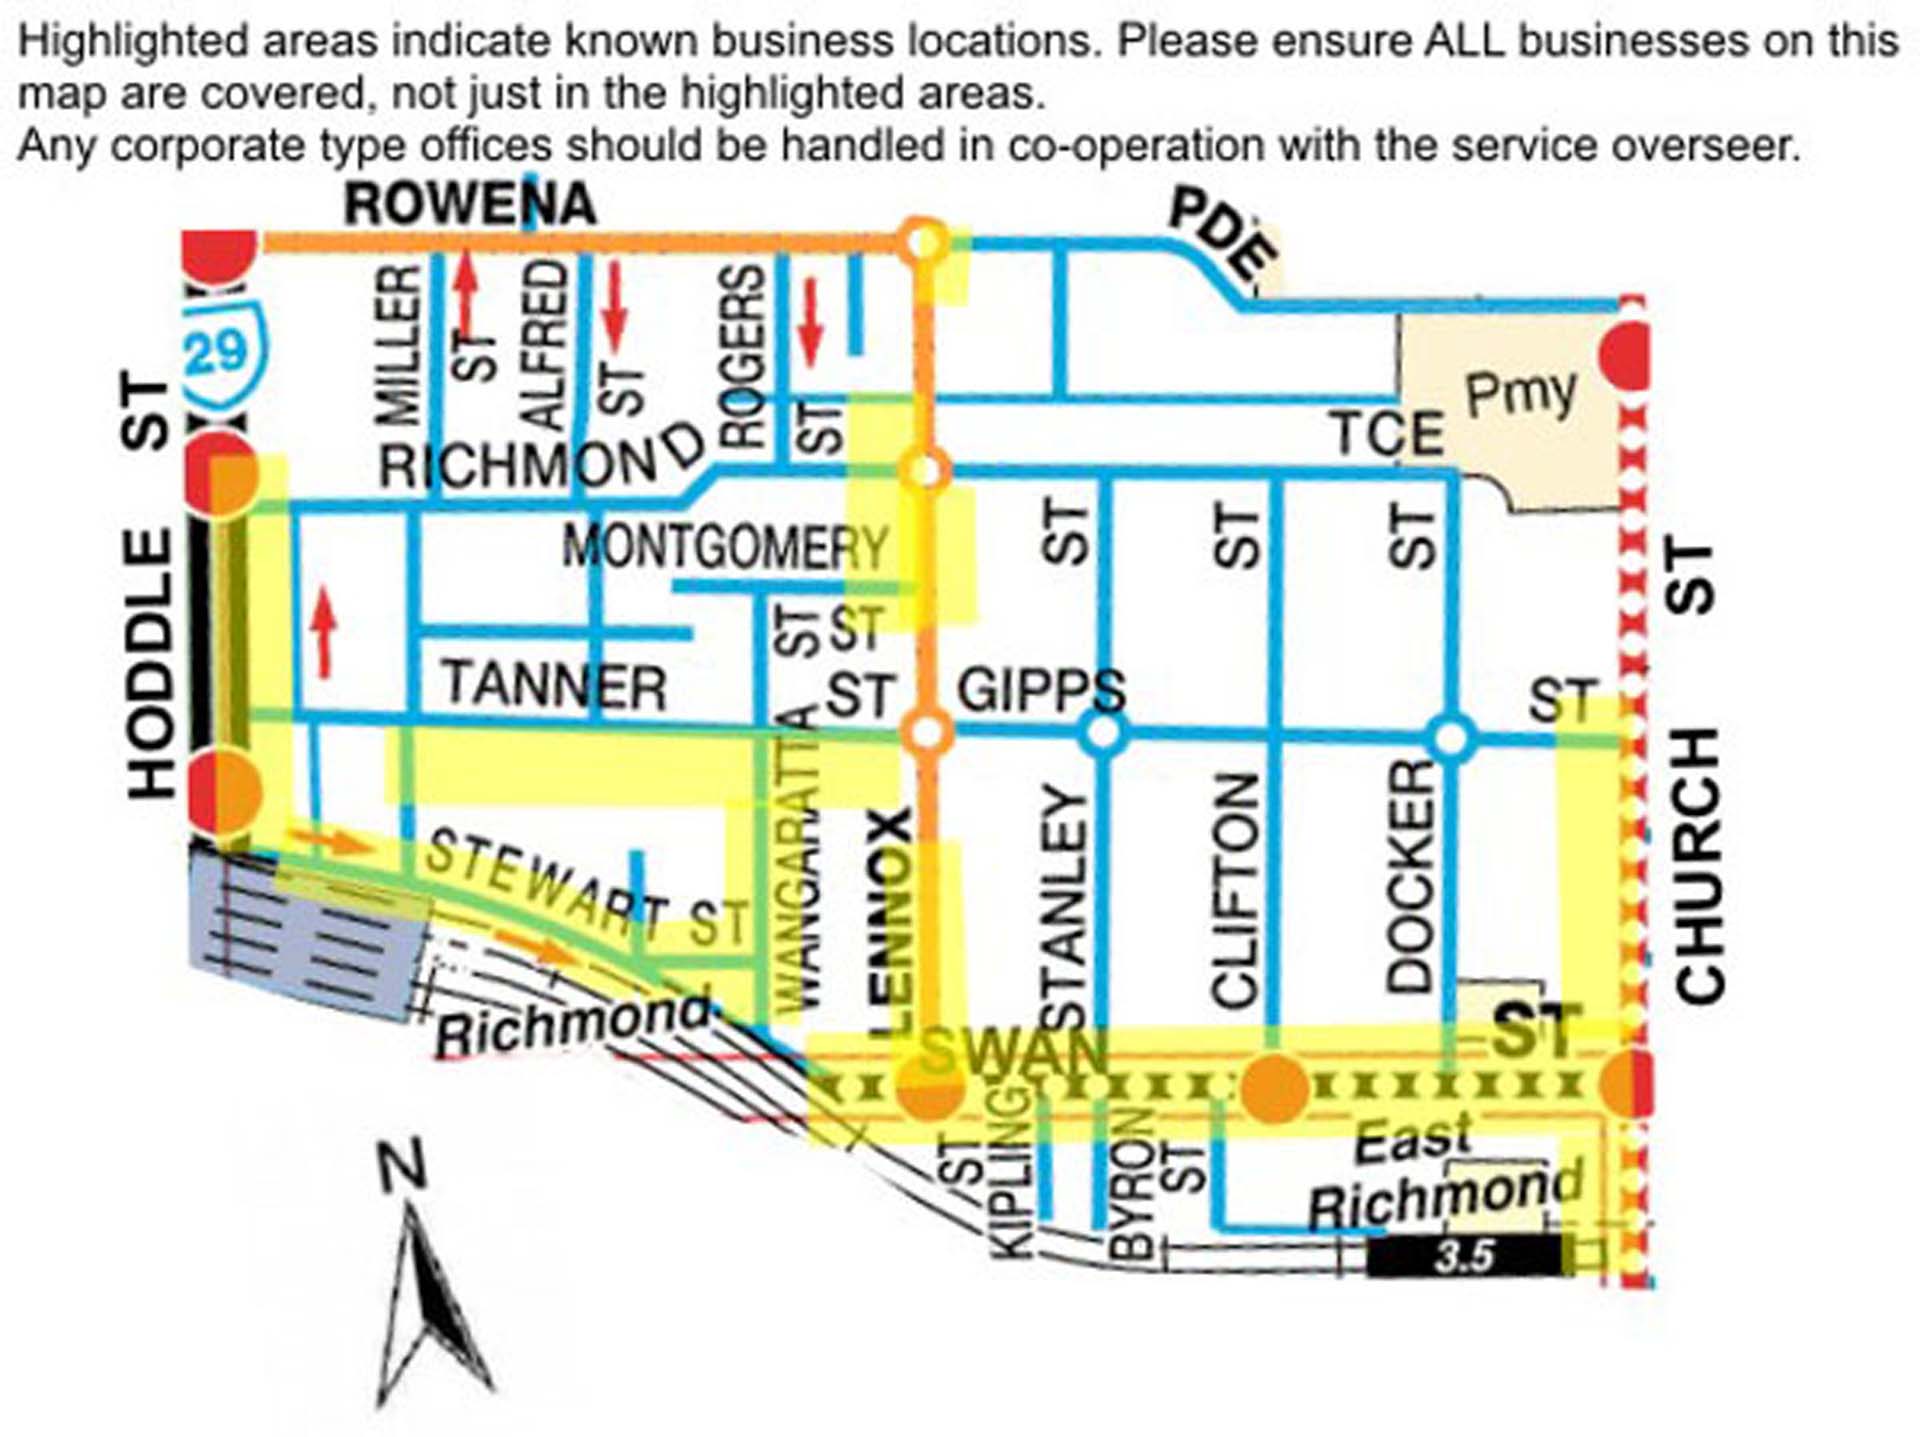 Highlighted areas indicate known business locations. Please ensure ALL businesses on this
map are covered, not just in the highlighted areas.
Any corporate type offices should be handled in co-operation with the service overseer.
ROWENA PDE
29
MILLER ST
ALFRED ST
ROGERS ST
Pmy
RICHMOND TCE
HODDLE ST
MONTGOMERY ST
ST
ST
ST
TANNER ST
GIPPS ST
CHURCH ST
STEWART ST
WANGARATTA ST
LENNOX ST
STANLEY
CLIFTON
DOCKER
Richmond
SWAN ST
KIPLING
BYRON ST
East
Richmond
3.5
N